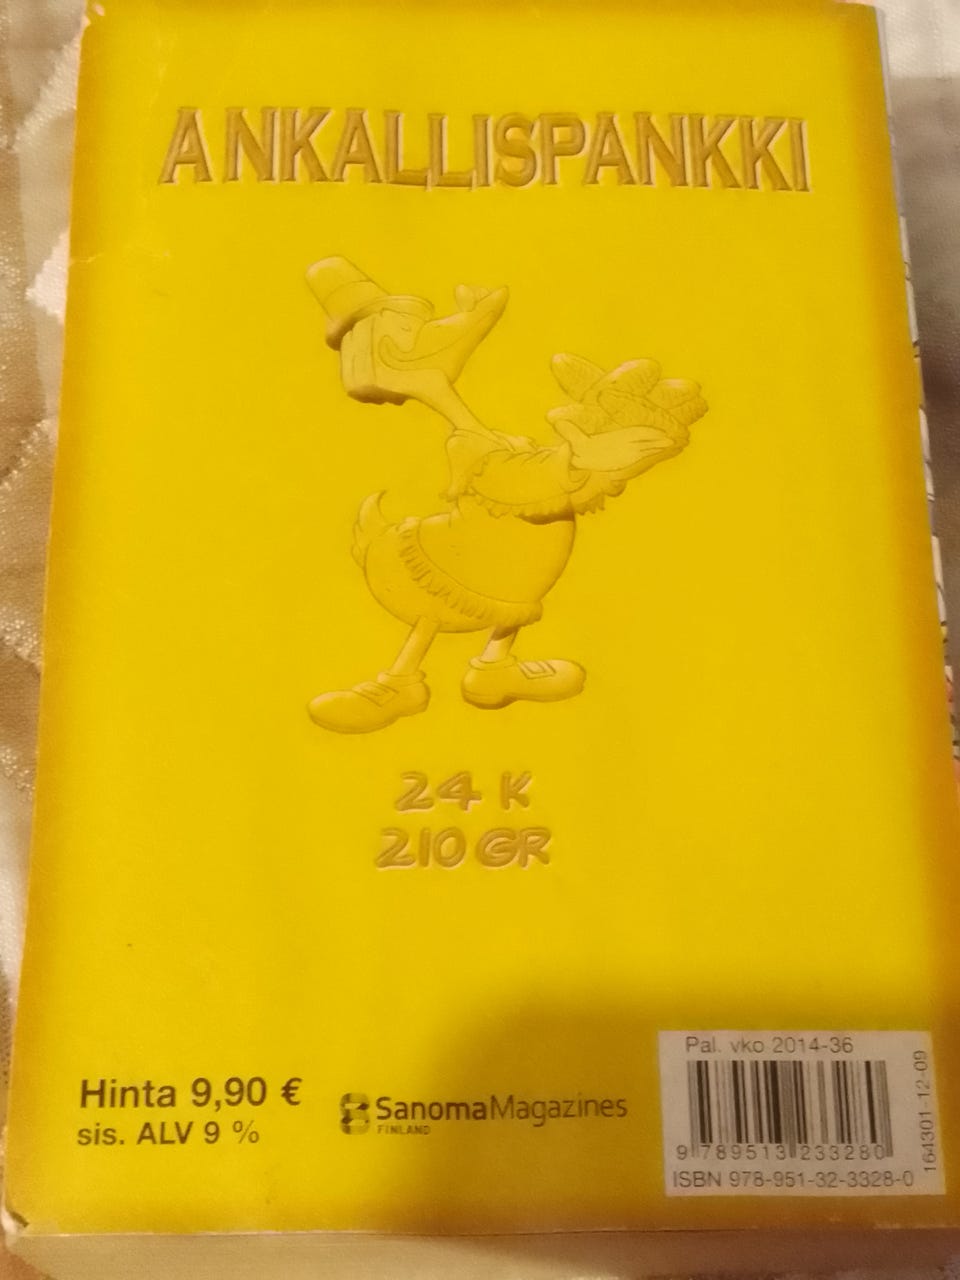 ANKALLISPANKKI
24 K
210 GR
Pal. vko 2014-36
Hinta 9,90 €
sis. ALV 9 %
SanomaMagazines
FINLAND
9 789513 233280
ISBN 978-951-32-3328-0
164301-12-09